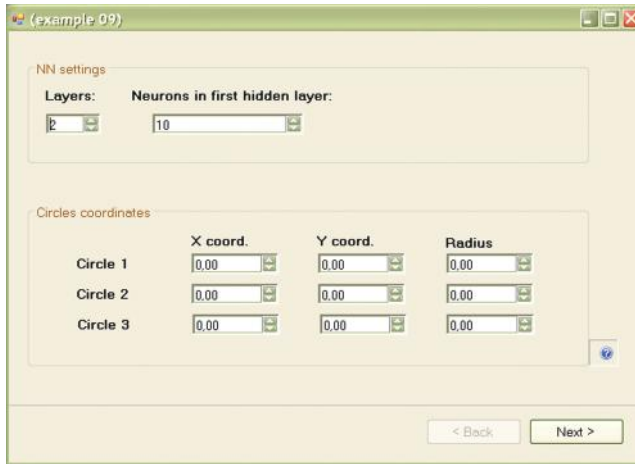 (example 09)
NN settings
Layers: Neurons in first hidden layer:
2 10
Circles coordinates
X coord. Y coord. Radius
Circle 1 0,00 0,00 0,00
Circle 2 0,00 0,00 0,00
Circle 3 0,00 0,00 0,00
< Back Next >